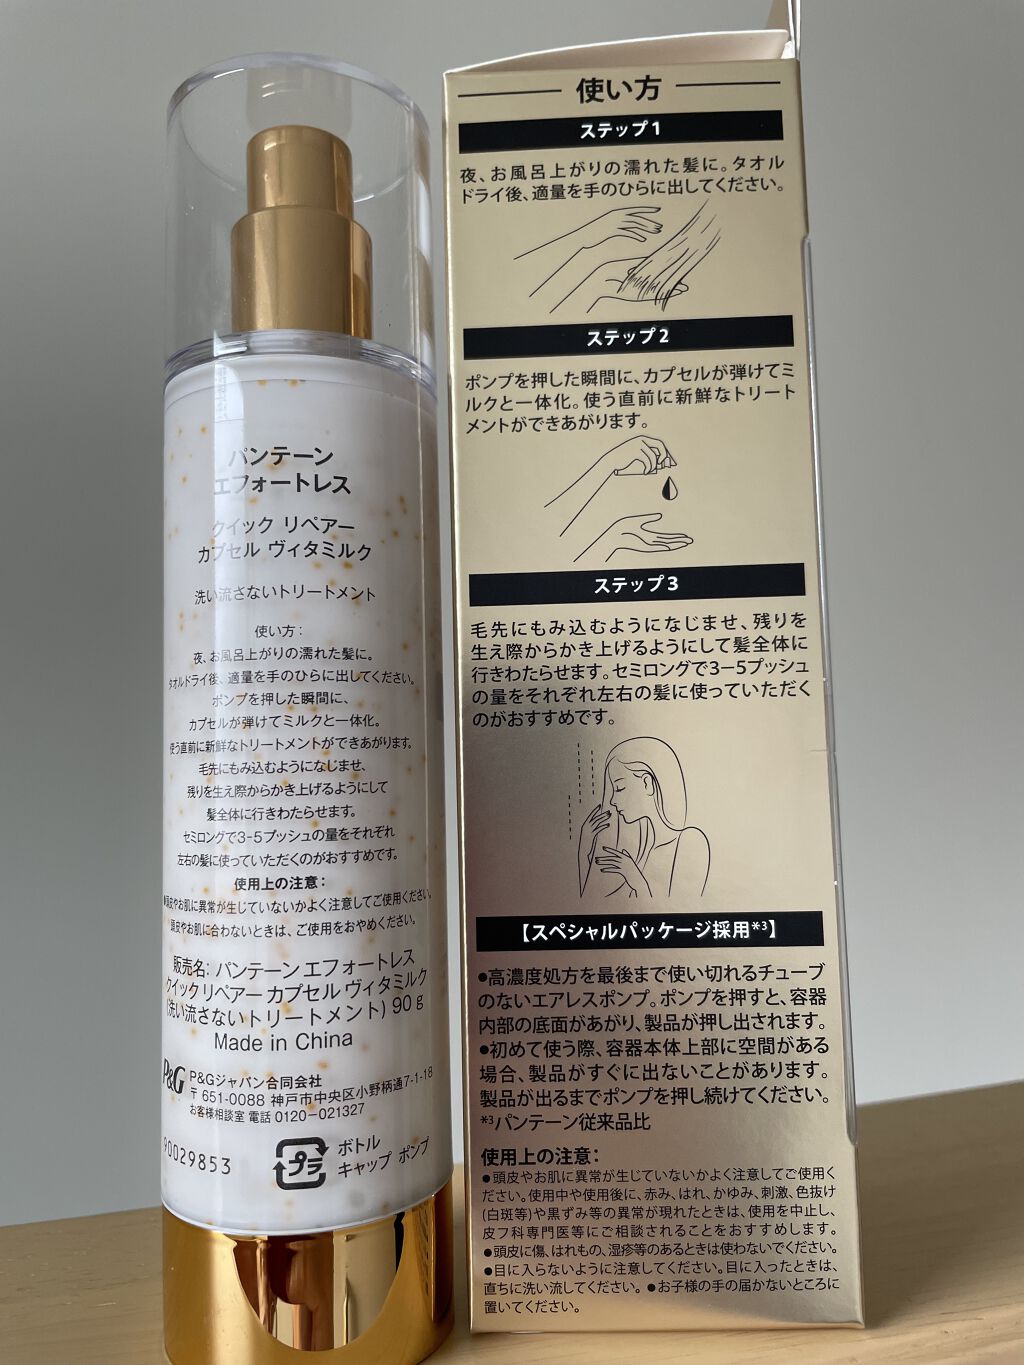 パンテーン
エフォートレス
クイック リペアー
カプセル ヴィタミルク
洗い流さないトリートメント
使い方：
夜、お風呂上がりの濡れた髪に。
タオルドライ後、適量を手のひらに出してください。
ポンプを押した瞬間に、
カプセルが弾けてミルクと一体化。
使う直前に新鮮なトリートメントができあがります。
毛先にもみ込むようになじませ、
残りを生え際からかき上げるようにして
髪全体に行きわたらせます。
セミロングで3-5プッシュの量をそれぞれ
左右の髪に使っていただくのがおすすめです。
使用上の注意：
●頭皮やお肌に異常が生じていないかよく注意してご使用ください。
頭皮やお肌に合わないときは、ご使用をおやめください。
販売名: パンテーン エフォートレス
クイック リペアー カプセル ヴィタミルク
(洗い流さないトリートメント) 90 g
Made in China
P&G P&Gジャパン合同会社
〒 651-0088 神戸市中央区小野柄通7-1-18
お客様相談室 電話 0120-021327
90029853
プラ
ボトル
キャップ ポンプ
使い方
ステップ1
夜、お風呂上がりの濡れた髪に。タオル
ドライ後、適量を手のひらに出してください。
ステップ2
ポンプを押した瞬間に、カプセルが弾けてミ
ルクと一体化。使う直前に新鮮なトリート
メントができあがります。
ステップ3
毛先にもみ込むようになじませ、残りを
生え際からかき上げるようにして髪全体に
行きわたらせます。セミロングで3-5プッシュ
の量をそれぞれ左右の髪に使っていただく
のがおすすめです。
【スペシャルパッケージ採用*3】
●高濃度処方を最後まで使い切れるチューブ
のないエアレスポンプ。ポンプを押すと、容器
内部の底面があがり、製品が押し出されます。
●初めて使う際、容器本体上部に空間がある
場合、製品がすぐに出ないことがあります。
製品が出るまでポンプを押し続けてください。
*3パンテーン従来品比
使用上の注意：
●頭皮やお肌に異常が生じていないかよく注意してご使用く
ださい。使用中や使用後に、赤み、はれ、かゆみ、刺激、色抜け
(白斑等)や黒ずみ等の異常が現れたときは、使用を中止し、
皮フ科専門医等にご相談されることをおすすめします。
●頭皮に傷、はれもの、湿疹等のあるときは使わないでください。
●目に入らないように注意してください。目に入ったときは、
直ちに洗い流してください。●お子様の手の届かないところに
置いてください。